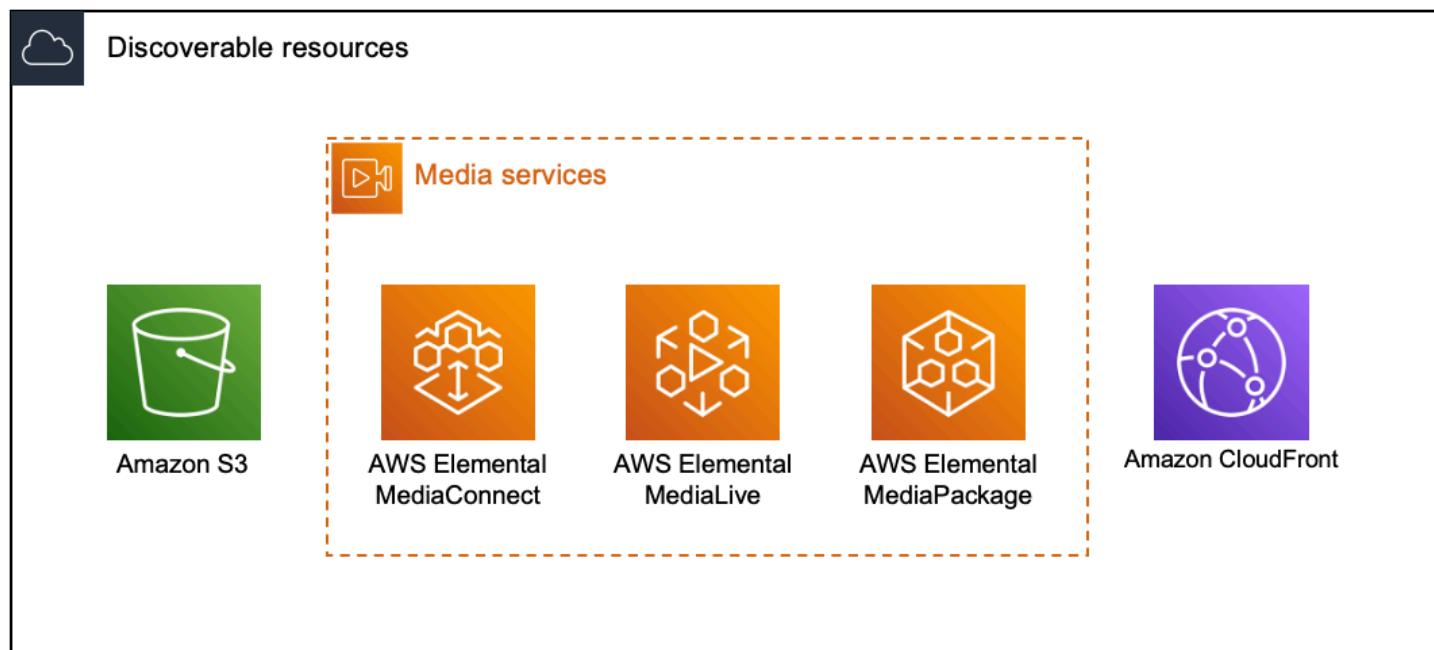 Discoverable resources
Media services
Amazon S3
AWS Elemental
MediaConnect
AWS Elemental
MediaLive
AWS Elemental
MediaPackage
Amazon CloudFront